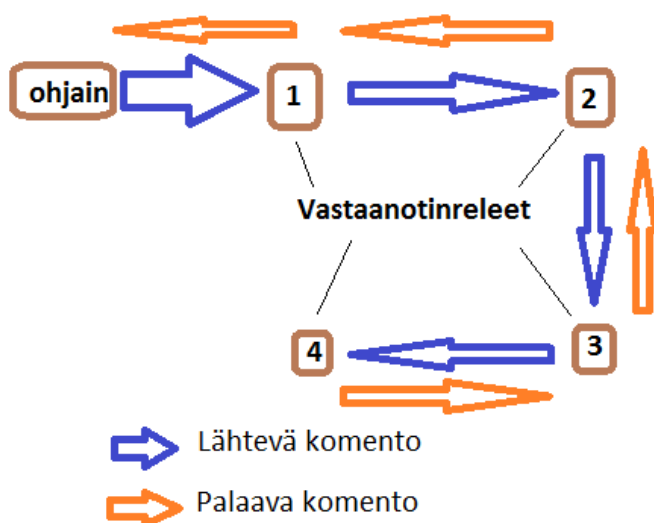 ohjain
1
2
Vastaanotinreleet
4
3
Lähtevä komento
Palaava komento